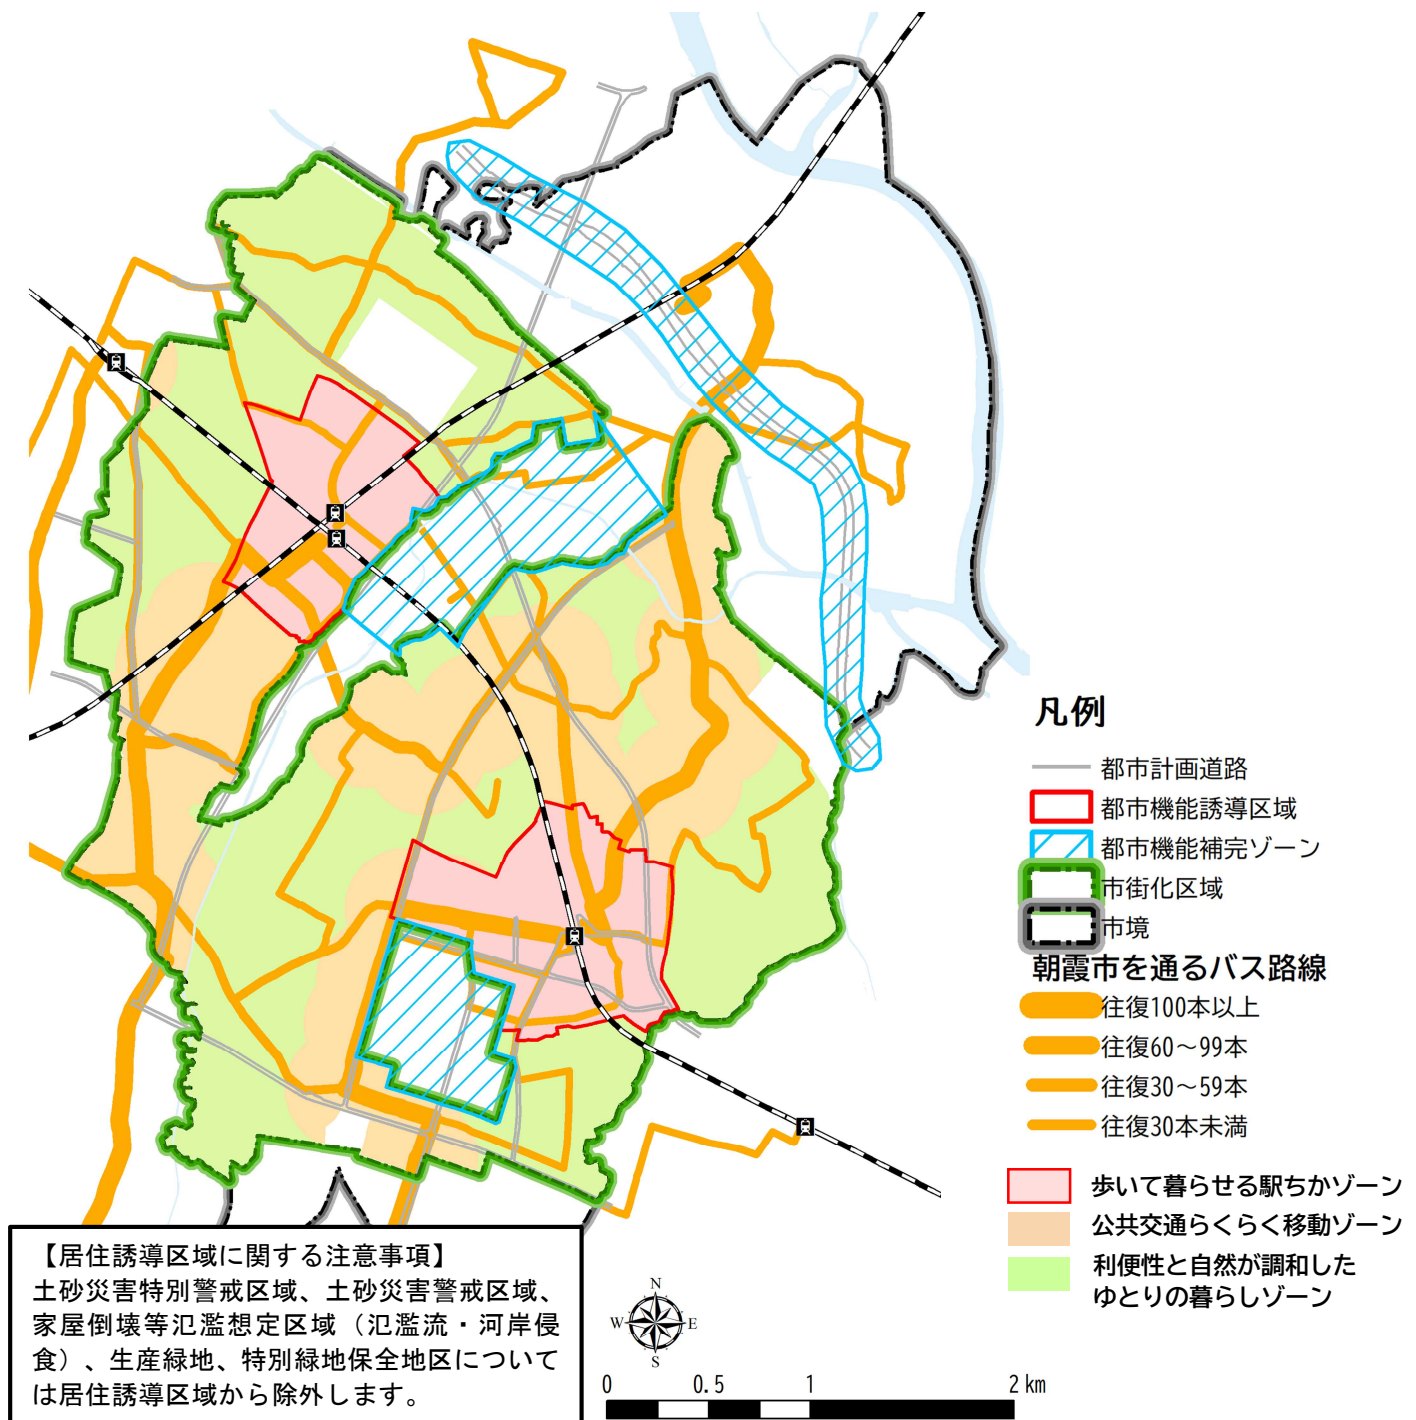 凡例
都市計画道路
都市機能誘導区域
都市機能補完ゾーン
市街化区域
市境
朝霞市を通るバス路線
往復100本以上
往復60～99本
往復30～59本
往復30本未満
歩いて暮らせる駅ちかゾーン
公共交通らくらく移動ゾーン
利便性と自然が調和した
ゆとりの暮らしゾーン
【居住誘導区域に関する注意事項】
土砂災害特別警戒区域、土砂災害警戒区域、
家屋倒壊等氾濫想定区域（氾濫流・河岸侵
食）、生産緑地、特別緑地保全地区について
は居住誘導区域から除外します。
N
W E
S
0 0.5 1 2 km